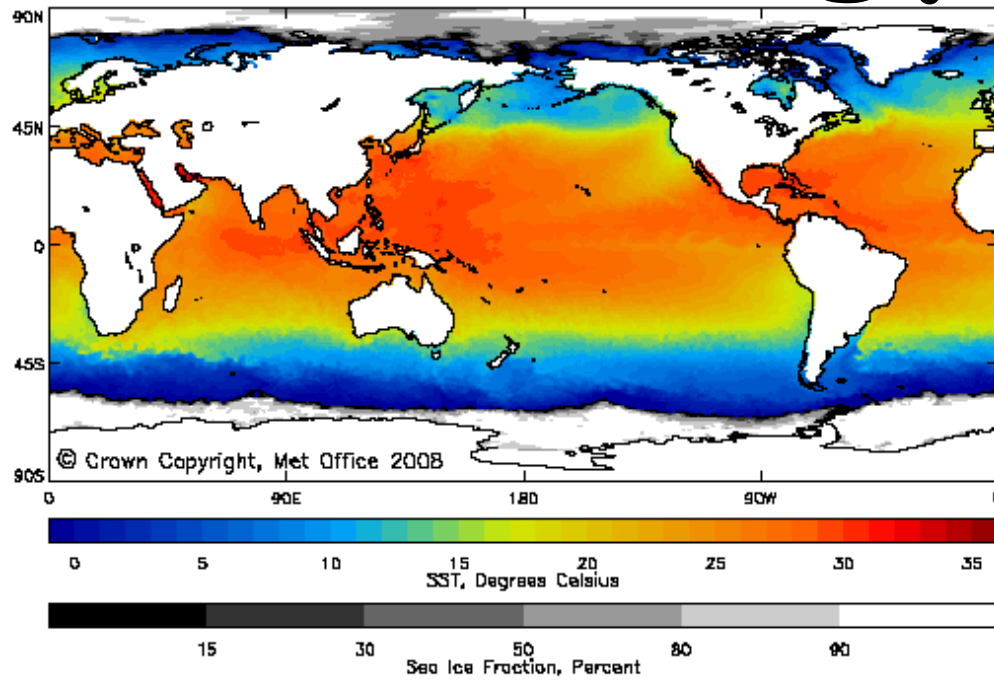 90N
45N
0
45S
90S
© Crown Copyright, Met Office 2008
0 90E 180 90W
0 5 10 15 20 25 30 35
SST, Degrees Celsius
15 30 50 80 90
Sea Ice Fraction, Percent